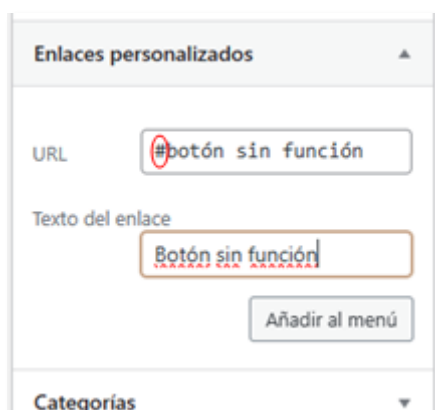 Enlaces personalizados
URL
#botón sin función
Texto del enlace
Botón sin función
Añadir al menú
Categorías